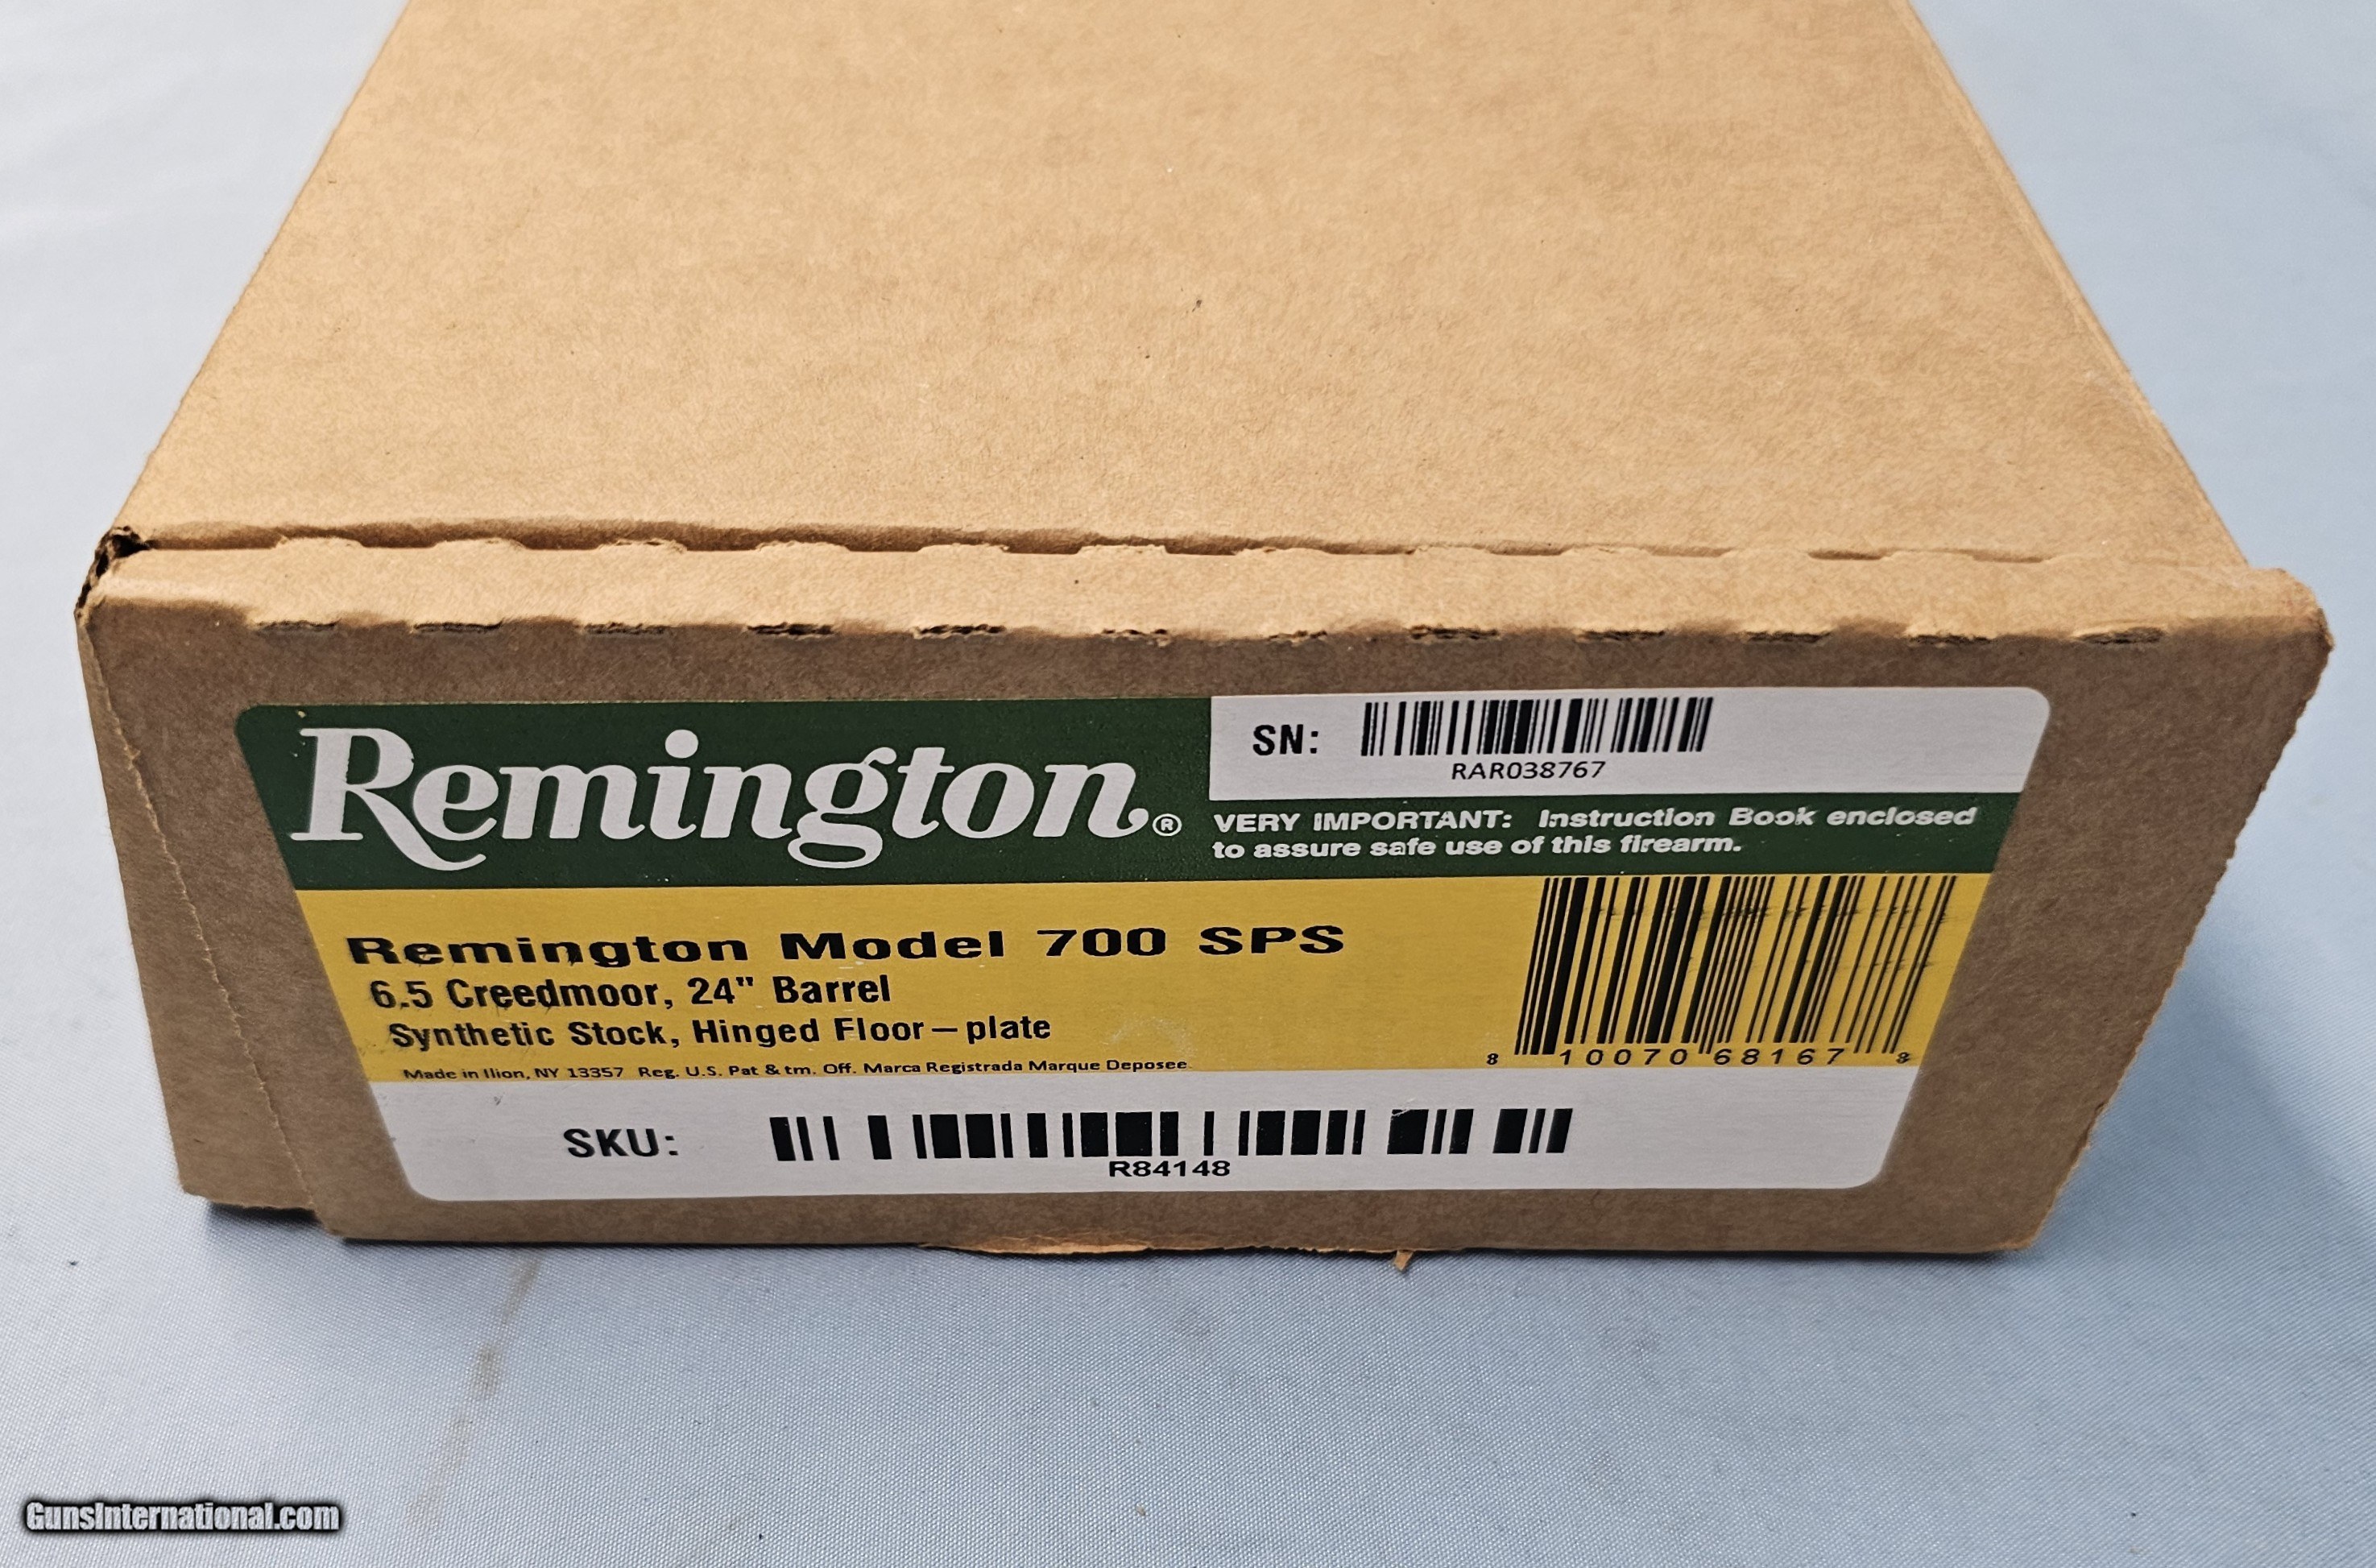 Remington®
SN:
RAR038767
VERY IMPORTANT: Instruction Book enclosed
to assure safe use of this firearm.
Remington Model 700 SPS
6.5 Creedmoor, 24" Barrel
Synthetic Stock, Hinged Floor-plate
Made in Ilion, NY 13357 Reg. U.S. Pat & tm. Off. Marca Registrada Marque Deposee
8 10070 68167 8
SKU:
R84148
GunsInternational.com